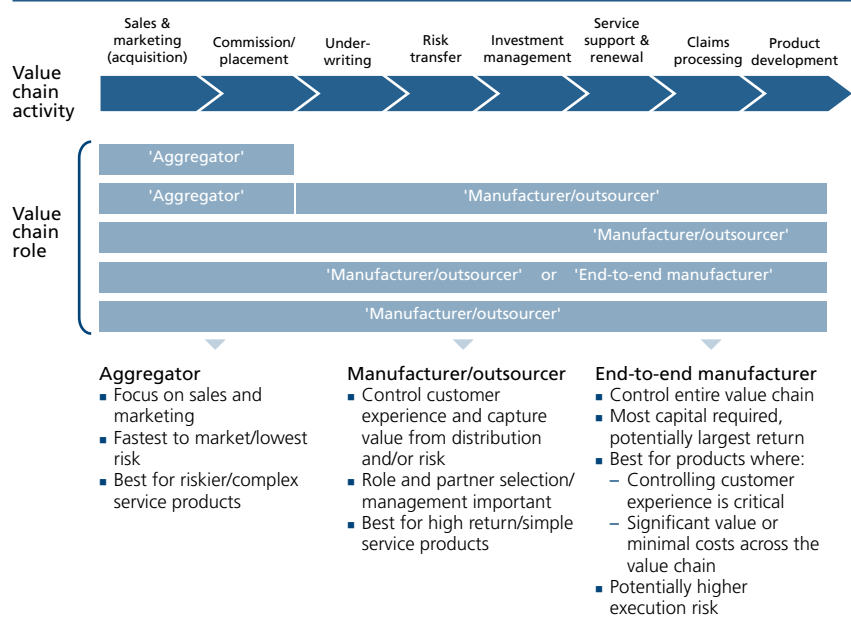 Sales &
marketing
(acquisition)
Commission/
placement
Under-
writing
Risk
transfer
Investment
management
Service
support &
renewal
Claims
processing
Product
development
Value
chain
activity
Value
chain
role
'Aggregator'
'Aggregator'
'Manufacturer/outsourcer'
'Manufacturer/outsourcer'
'Manufacturer/outsourcer' or 'End-to-end manufacturer'
'Manufacturer/outsourcer'
Aggregator
■ Focus on sales and
marketing
■ Fastest to market/lowest
risk
■ Best for riskier/complex
service products
Manufacturer/outsourcer
■ Control customer
experience and capture
value from distribution
and/or risk
■ Role and partner selection/
management important
■ Best for high return/simple
service products
End-to-end manufacturer
■ Control entire value chain
■ Most capital required,
potentially largest return
■ Best for products where:
– Controlling customer
experience is critical
– Significant value or
minimal costs across the
value chain
■ Potentially higher
execution risk